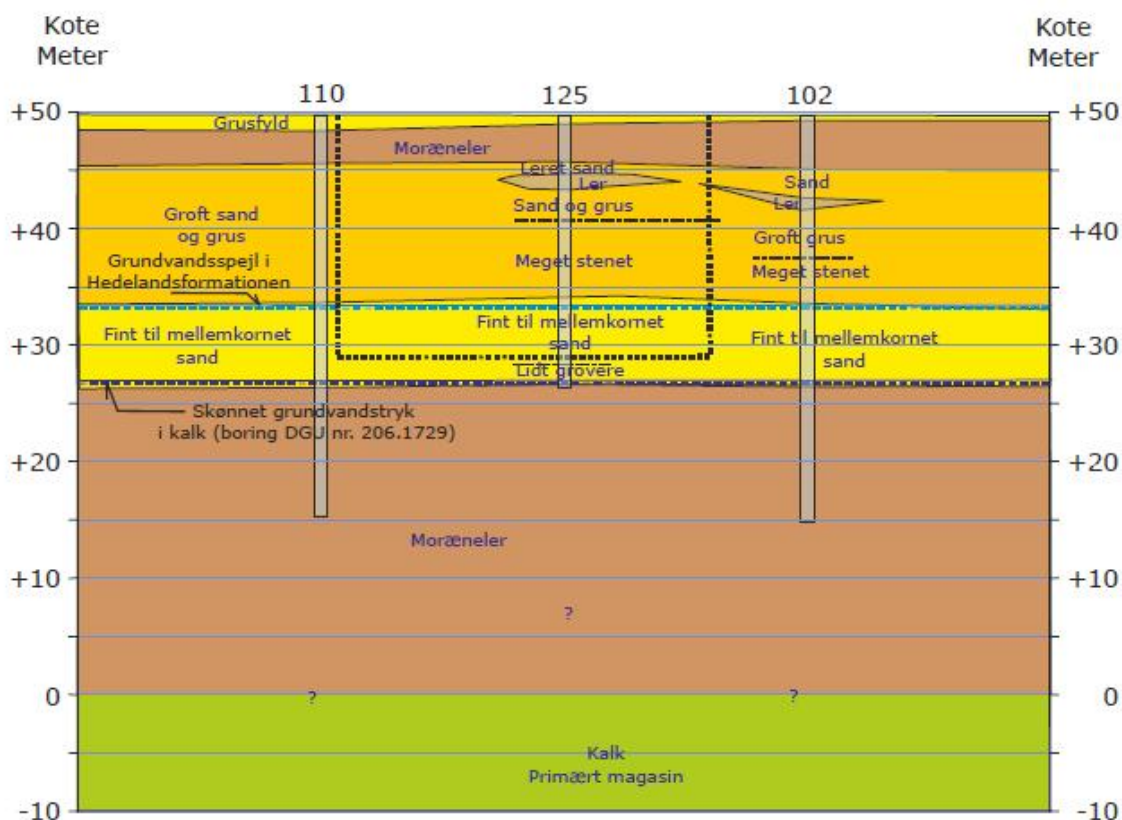 Kote
Meter
Kote
Meter
110
125
102
+50
+50
Grusfyld
Moræneler
Leret sand
Ler
Sand
Ler
Sand og grus
Groft sand
og grus
+40
+40
Groft grus
Grundvandsspejl i
Hedelandsformationen
Meget stenet
Meget stenet
Fint til mellemkornet
sand
Fint til mellemkornet
sand
Fint til mellemkornet
sand
+30
+30
Lidt grovere
Skønnet grundvandstryk
i kalk (boring DGU nr. 206.1729)
+20
+20
Moræneler
+10
+10
?
0
?
?
0
Kalk
Primært magasin
-10
-10